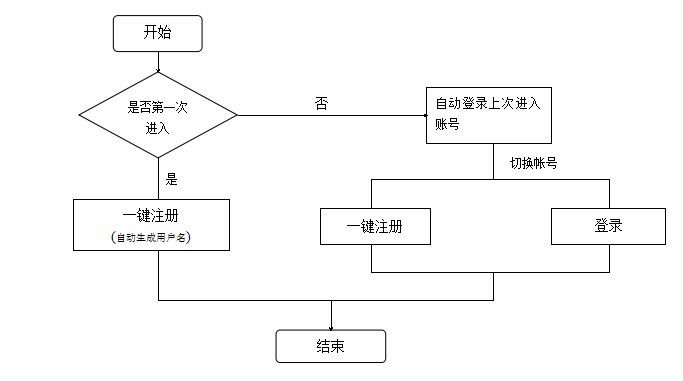 开始
是否第一次
进入
否
自动登录上次进入
账号
是
切换帐号
一键注册
(自动生成用户名)
一键注册
登录
结束